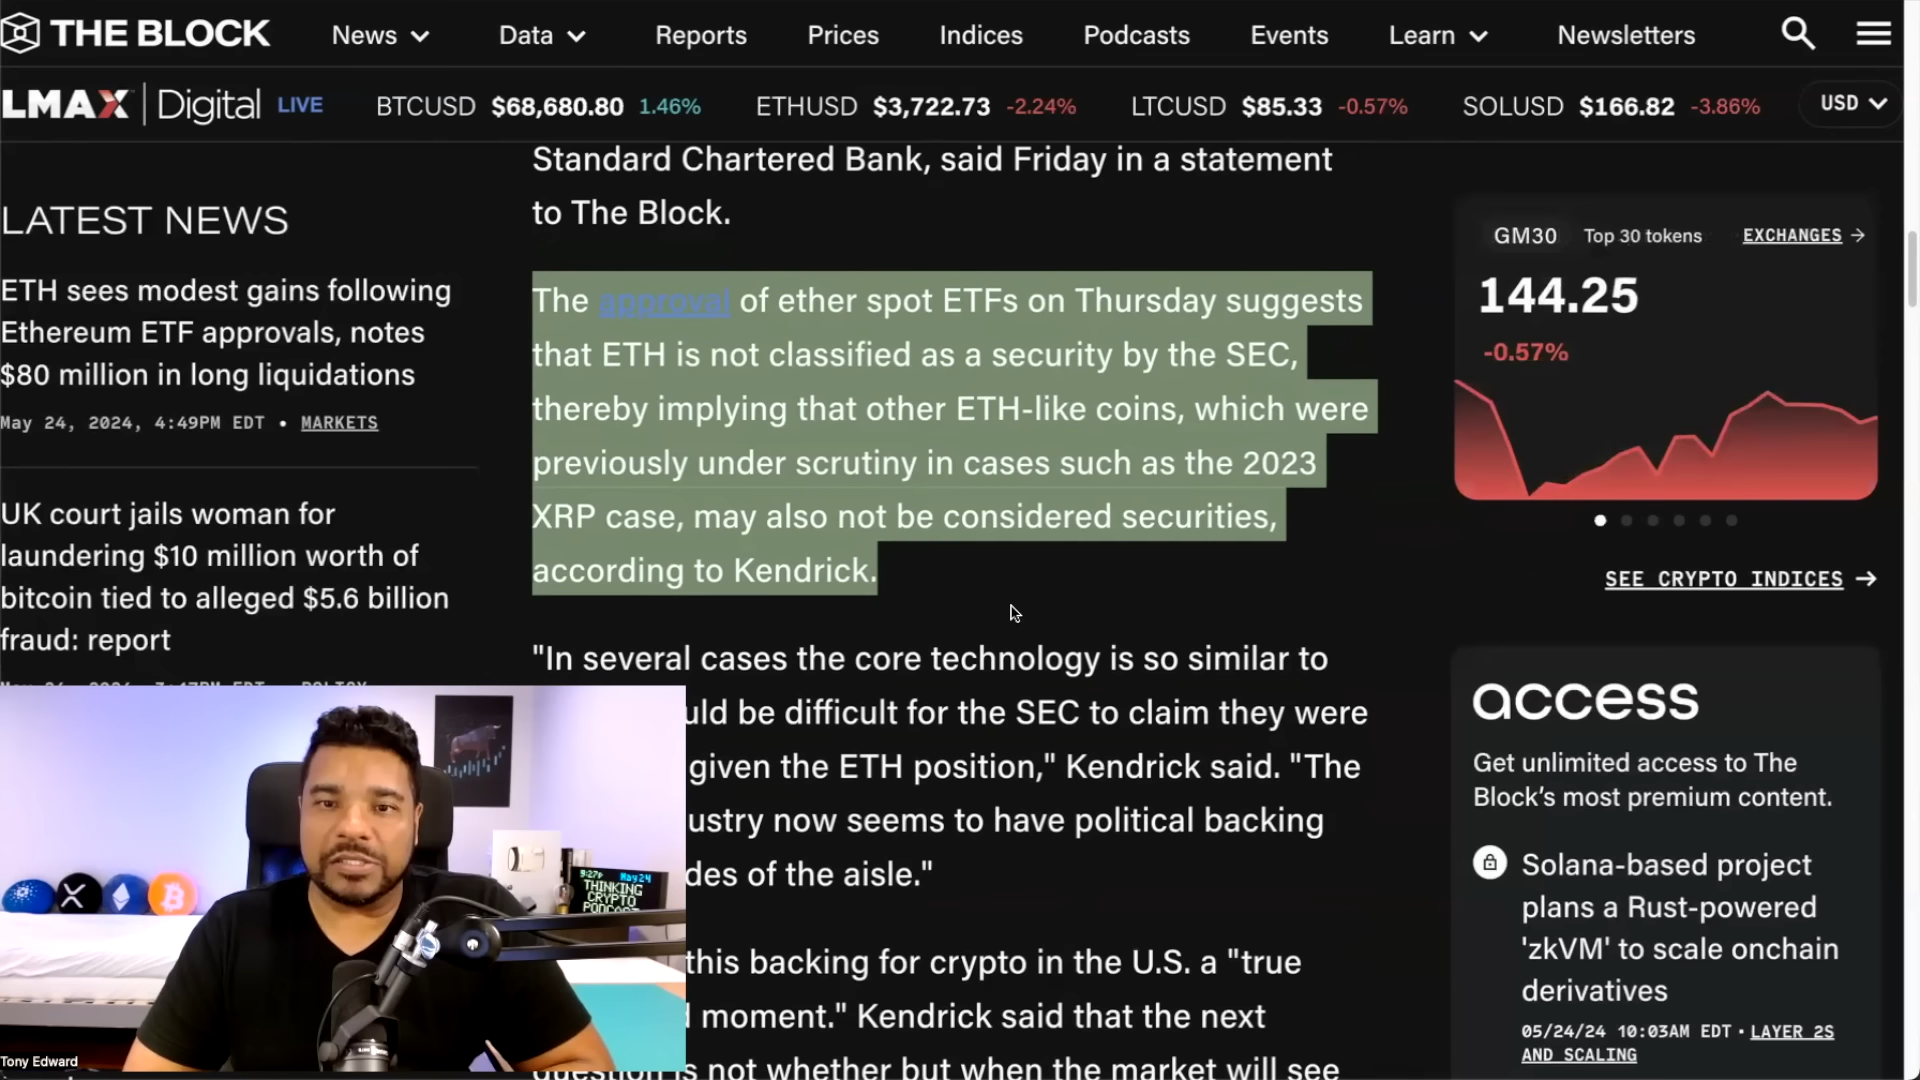 THE BLOCK
News
Data
Reports
Prices
Indices
Podcasts
Events
Learn
Newsletters
LMAX Digital LIVE
BTCUSD $68,680.80 1.46%
ETHUSD $3,722.73 -2.24%
LTCUSD $85.33 -0.57%
SOLUSD $166.82 -3.86%
USD
LATEST NEWS
ETH sees modest gains following
Ethereum ETF approvals, notes
$80 million in long liquidations
May 24, 2024, 4:49PM EDT • MARKETS
UK court jails woman for
laundering $10 million worth of
bitcoin tied to alleged $5.6 billion
fraud: report
Standard Chartered Bank, said Friday in a statement
to The Block.
The approval of ether spot ETFs on Thursday suggests
that ETH is not classified as a security by the SEC,
thereby implying that other ETH-like coins, which were
previously under scrutiny in cases such as the 2023
XRP case, may also not be considered securities,
according to Kendrick.
"In several cases the core technology is so similar to
uld be difficult for the SEC to claim they were
given the ETH position," Kendrick said. "The
ustry now seems to have political backing
des of the aisle."
this backing for crypto in the U.S. a "true
moment." Kendrick said that the next
question is not whether but when the market will see
GM30 Top 30 tokens EXCHANGES
144.25
-0.57%
SEE CRYPTO INDICES
access
Get unlimited access to The
Block's most premium content.
Solana-based project
plans a Rust-powered
'zkVM' to scale onchain
derivatives
05/24/24 10:03AM EDT • LAYER 2S
AND SCALING
9:27P May24
THINKING
CRYPTO
PODCAST
Tony Edward